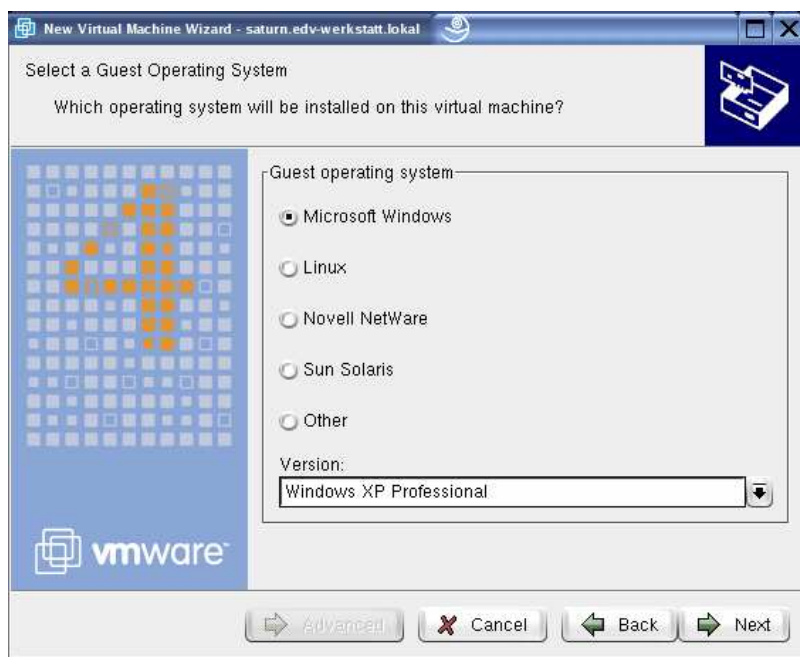 New Virtual Machine Wizard - saturn.edv-werkstatt.lokal
Select a Guest Operating System
Which operating system will be installed on this virtual machine?
Guest operating system
Microsoft Windows
Linux
Novell NetWare
Sun Solaris
Other
Version:
Windows XP Professional
4
vmware
Advanced
Cancel
Back
Next